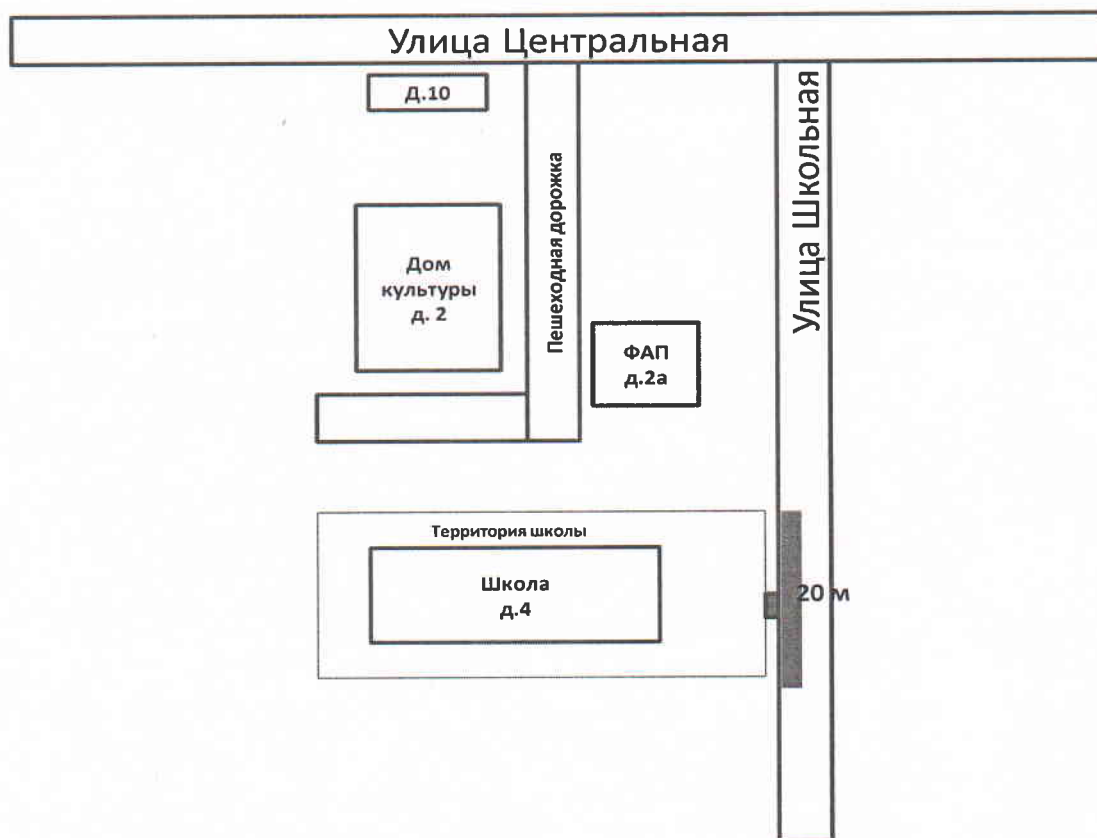 Улица Центральная
Д.10
Улица Школьная
Пешеходная дорожка
Дом
культуры
д. 2
ФАП
д.2а
Территория школы
Школа
д.4
20 м